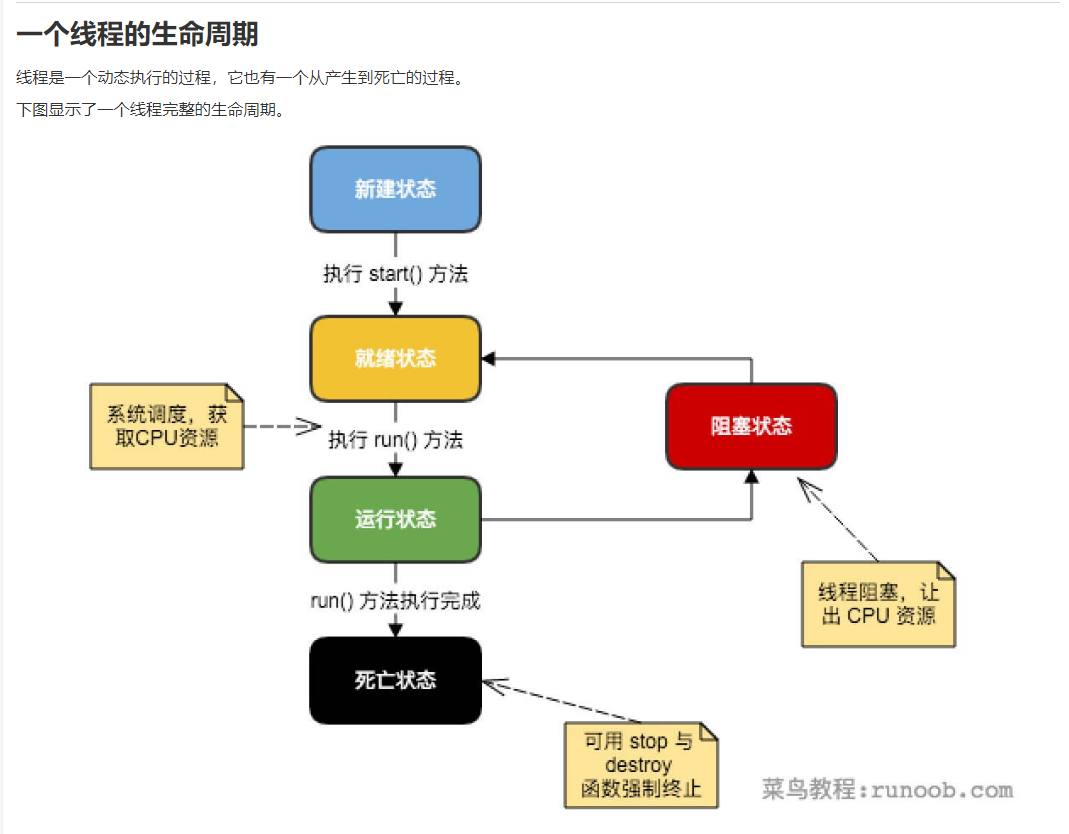 一个线程的生命周期
线程是一个动态执行的过程，它也有一个从产生到死亡的过程。
下图显示了一个线程完整的生命周期。
新建状态
执行 start() 方法
就绪状态
系统调度，获
取CPU资源
执行 run() 方法
阻塞状态
运行状态
线程阻塞，让
出 CPU 资源
run() 方法执行完成
死亡状态
可用 stop 与
destroy
函数强制终止
菜鸟教程:runoob.com